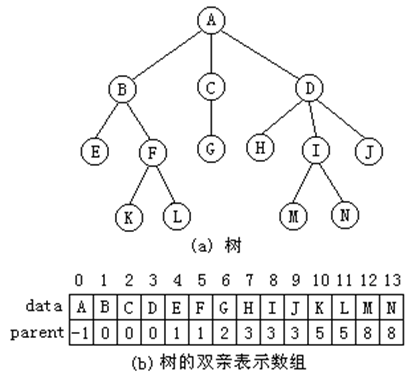 A
B C D
E F G H I J
K L M N
(a) 树
0 1 2 3 4 5 6 7 8 9 10 11 12 13
data A B C D E F G H I J K L M N
parent -1 0 0 0 1 1 2 3 3 3 5 5 8 8
(b) 树的双亲表示数组